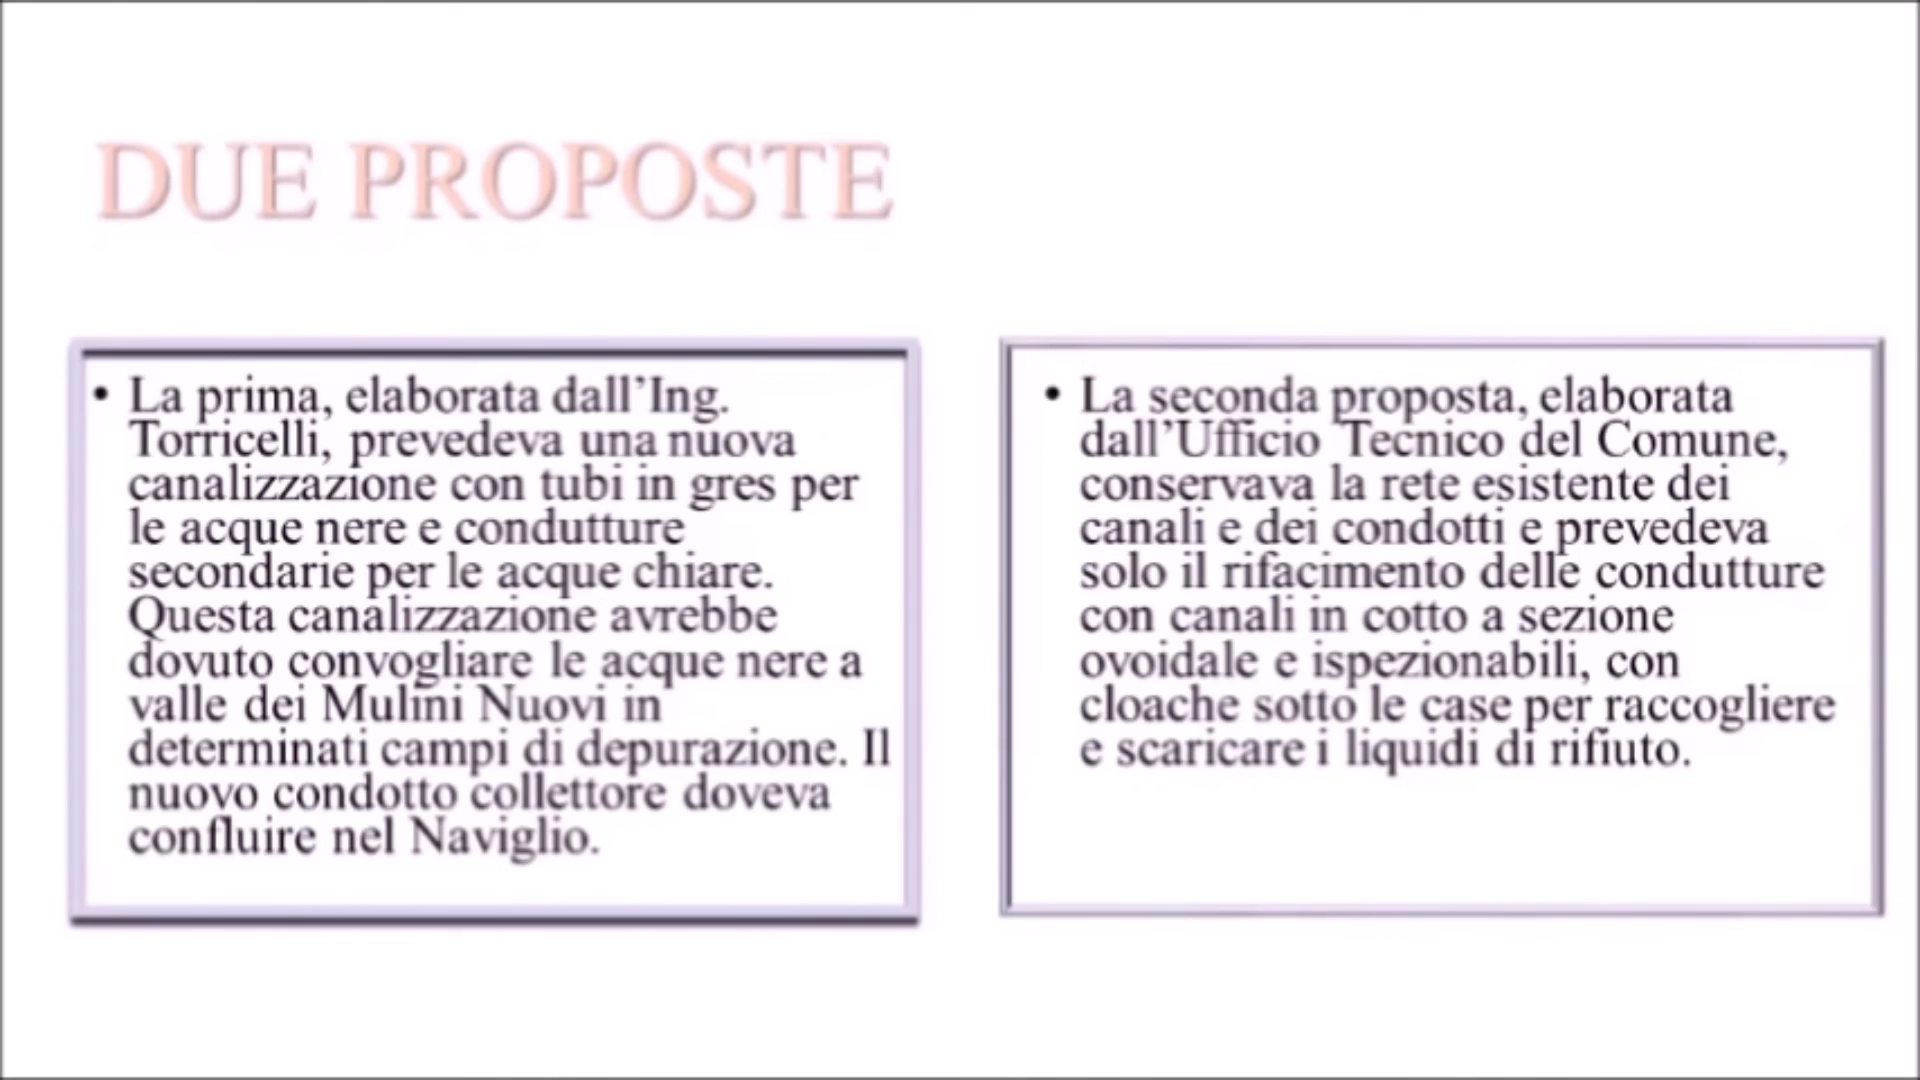 DUE PROPOSTE
• La prima, elaborata dall’Ing.
Torricelli, prevedeva una nuova
canalizzazione con tubi in gres per
le acque nere e condutture
secondarie per le acque chiare.
Questa canalizzazione avrebbe
dovuto convogliare le acque nere a
valle dei Mulini Nuovi in
determinati campi di depurazione. Il
nuovo condotto collettore doveva
confluire nel Naviglio.
• La seconda proposta, elaborata
dall’Ufficio Tecnico del Comune,
conservava la rete esistente dei
canali e dei condotti e prevedeva
solo il rifacimento delle condutture
con canali in cotto a sezione
ovoidale e ispezionabili, con
cloache sotto le case per raccogliere
e scaricare i liquidi di rifiuto.